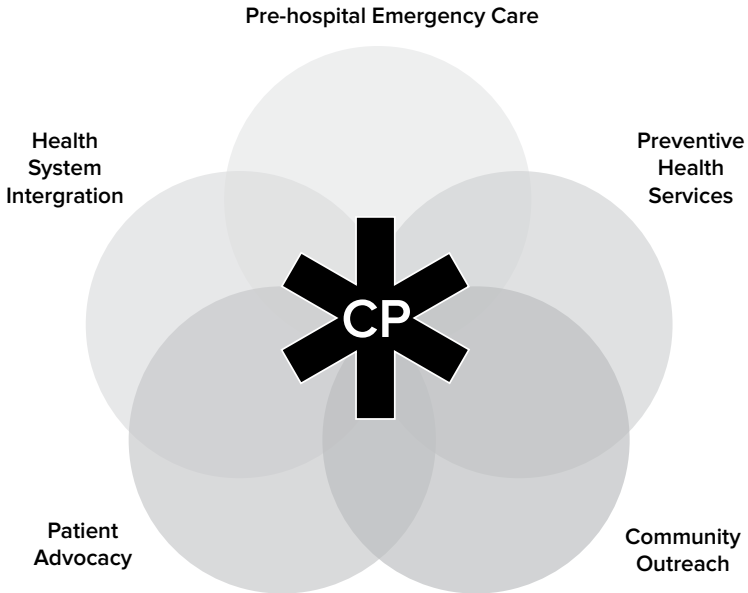 Pre-hospital Emergency Care
Health
System
Intergration
Preventive
Health
Services
CP
Patient
Advocacy
Community
Outreach